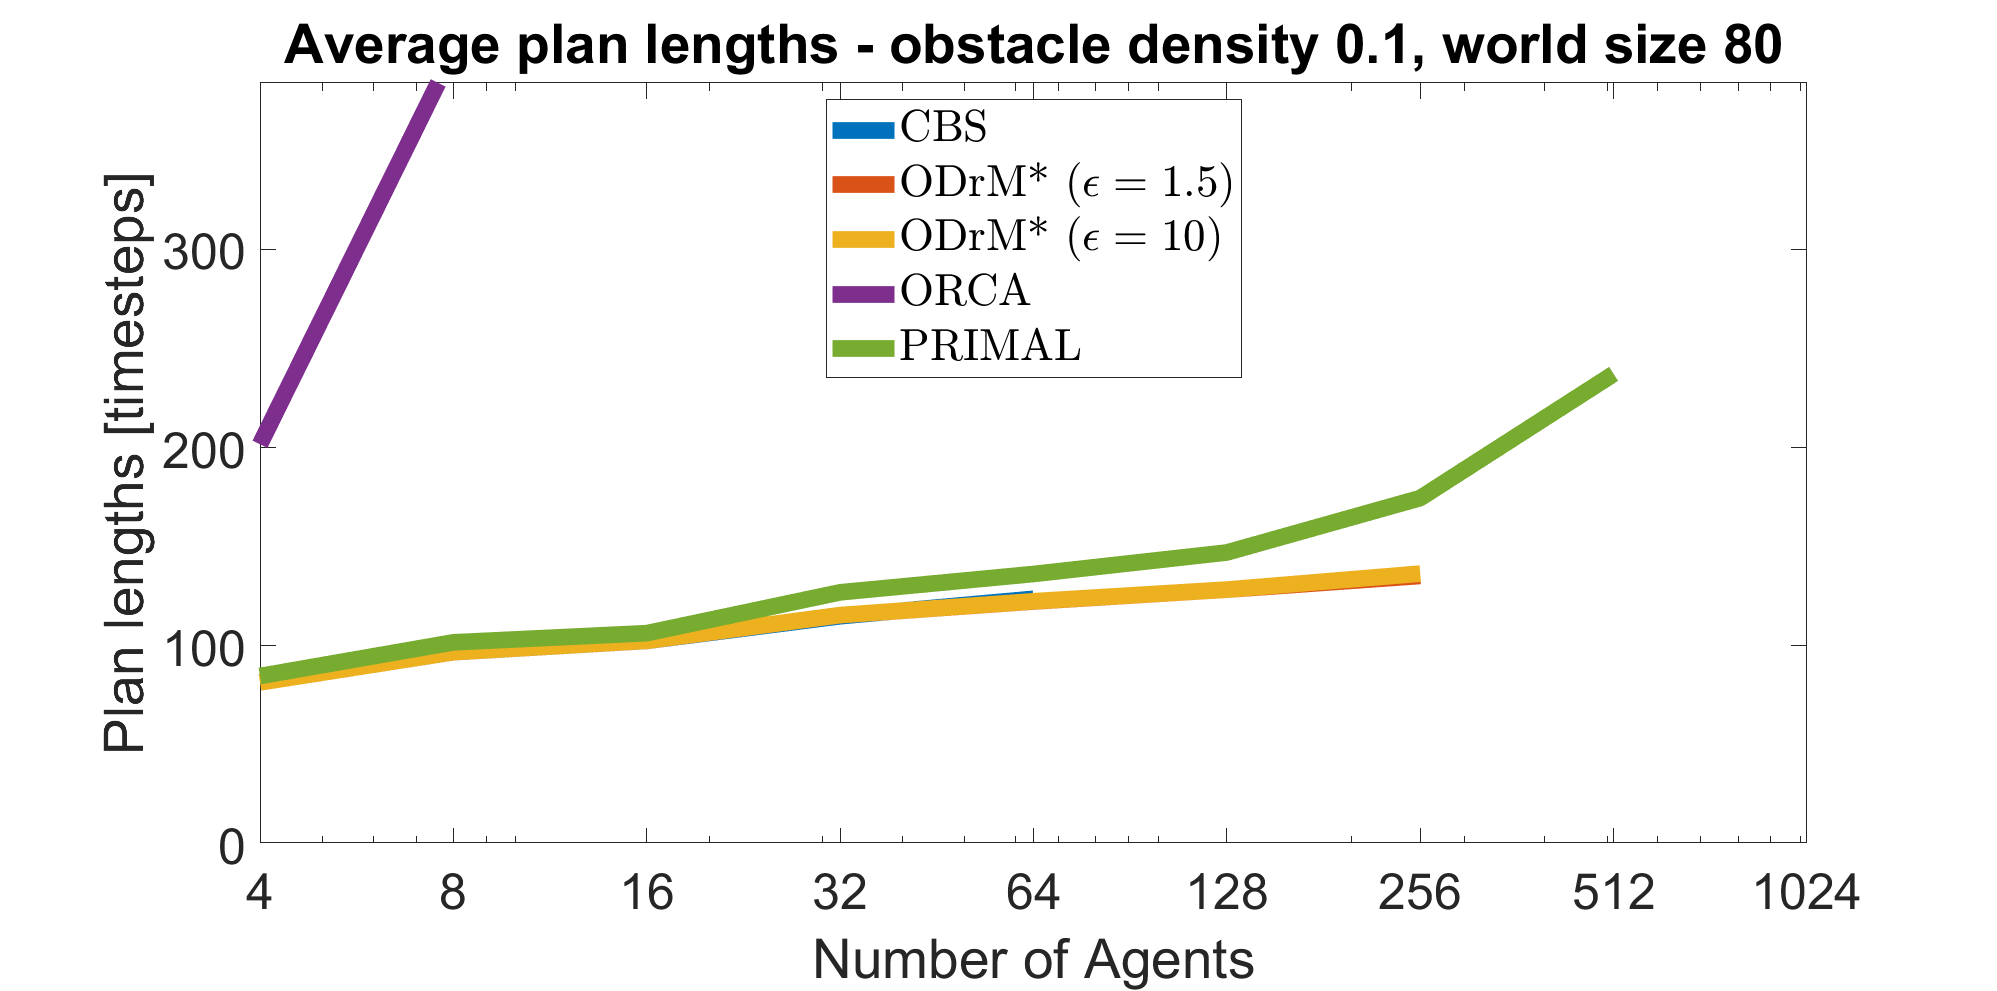 Average plan lengths - obstacle density 0.1, world size 80
CBS
ODrM* (ϵ = 1.5)
ODrM* (ϵ = 10)
ORCA
PRIMAL
Plan lengths [timesteps]
300
200
100
0
4 8 16 32 64 128 256 512 1024
Number of Agents